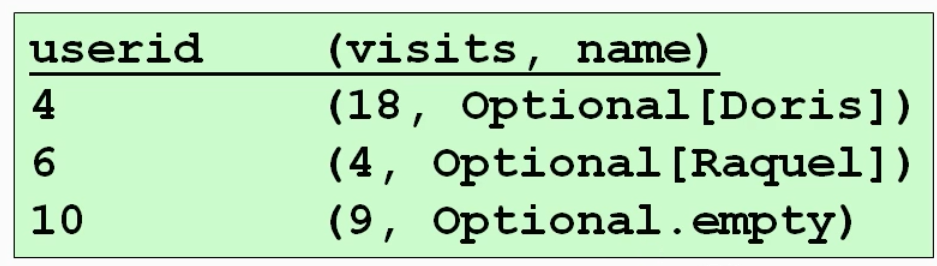 userid (visits, name)
4 (18, Optional[Doris])
6 (4, Optional[Raquel])
10 (9, Optional.empty)